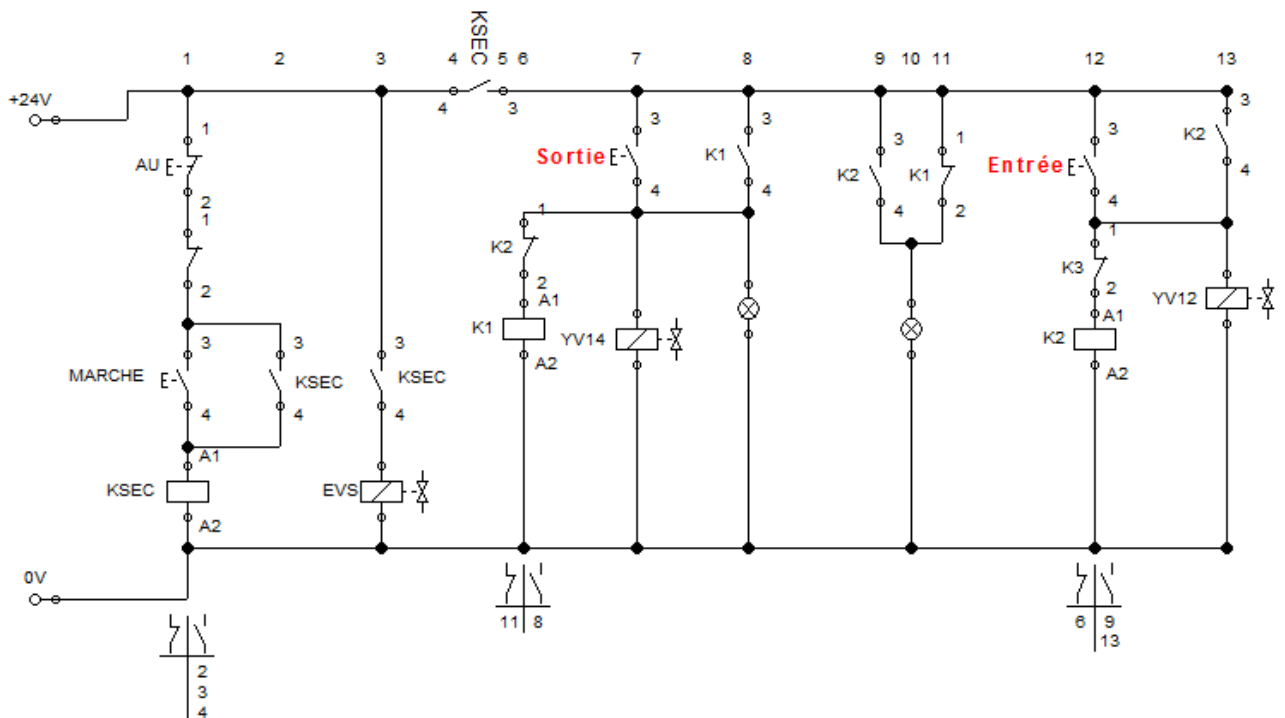 KSEC
1 2 3 4 5 6 7 8 9 10 11 12 13
+24V
4 3
1 3 3 3 1 3 3
AU
Sortie
K1
K2
K1
Entrée
K2
2 4 4 4 2 4 4
1
1 1
K2
K3
2
2 2
A1 A1
K1
YV14
K2
YV12
A2 A2
3 3 3
MARCHE
KSEC
KSEC
4 4 4
A1
KSEC
EVS
A2
0V
11 8
6 9
13
2
3
4